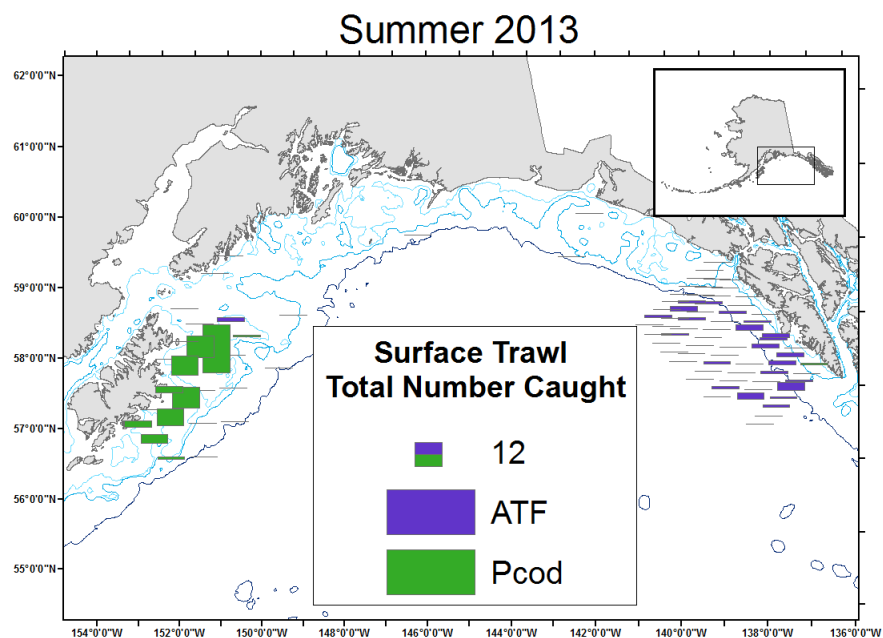 Summer 2013
62°0'0"N
61°0'0"N
60°0'0"N
59°0'0"N
58°0'0"N
57°0'0"N
56°0'0"N
55°0'0"N
Surface Trawl
Total Number Caught
12
ATF
Pcod
154°0'0"W 152°0'0"W 150°0'0"W 148°0'0"W 146°0'0"W 144°0'0"W 142°0'0"W 140°0'0"W 138°0'0"W 136°0'0"W